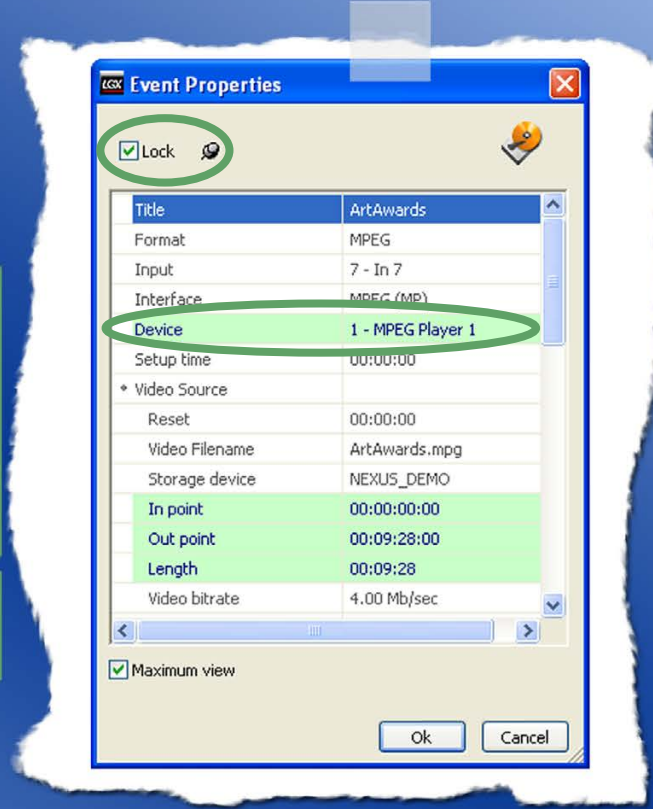 LGX Event Properties
Lock
Title ArtAwards
Format MPEG
Input 7 - In 7
Interface MPEG (MP)
Device 1 - MPEG Player 1
Setup time 00:00:00
Video Source
Reset 00:00:00
Video Filename ArtAwards.mpg
Storage device NEXUS_DEMO
In point 00:00:00:00
Out point 00:09:28:00
Length 00:09:28
Video bitrate 4.00 Mb/sec
Maximum view
Ok Cancel